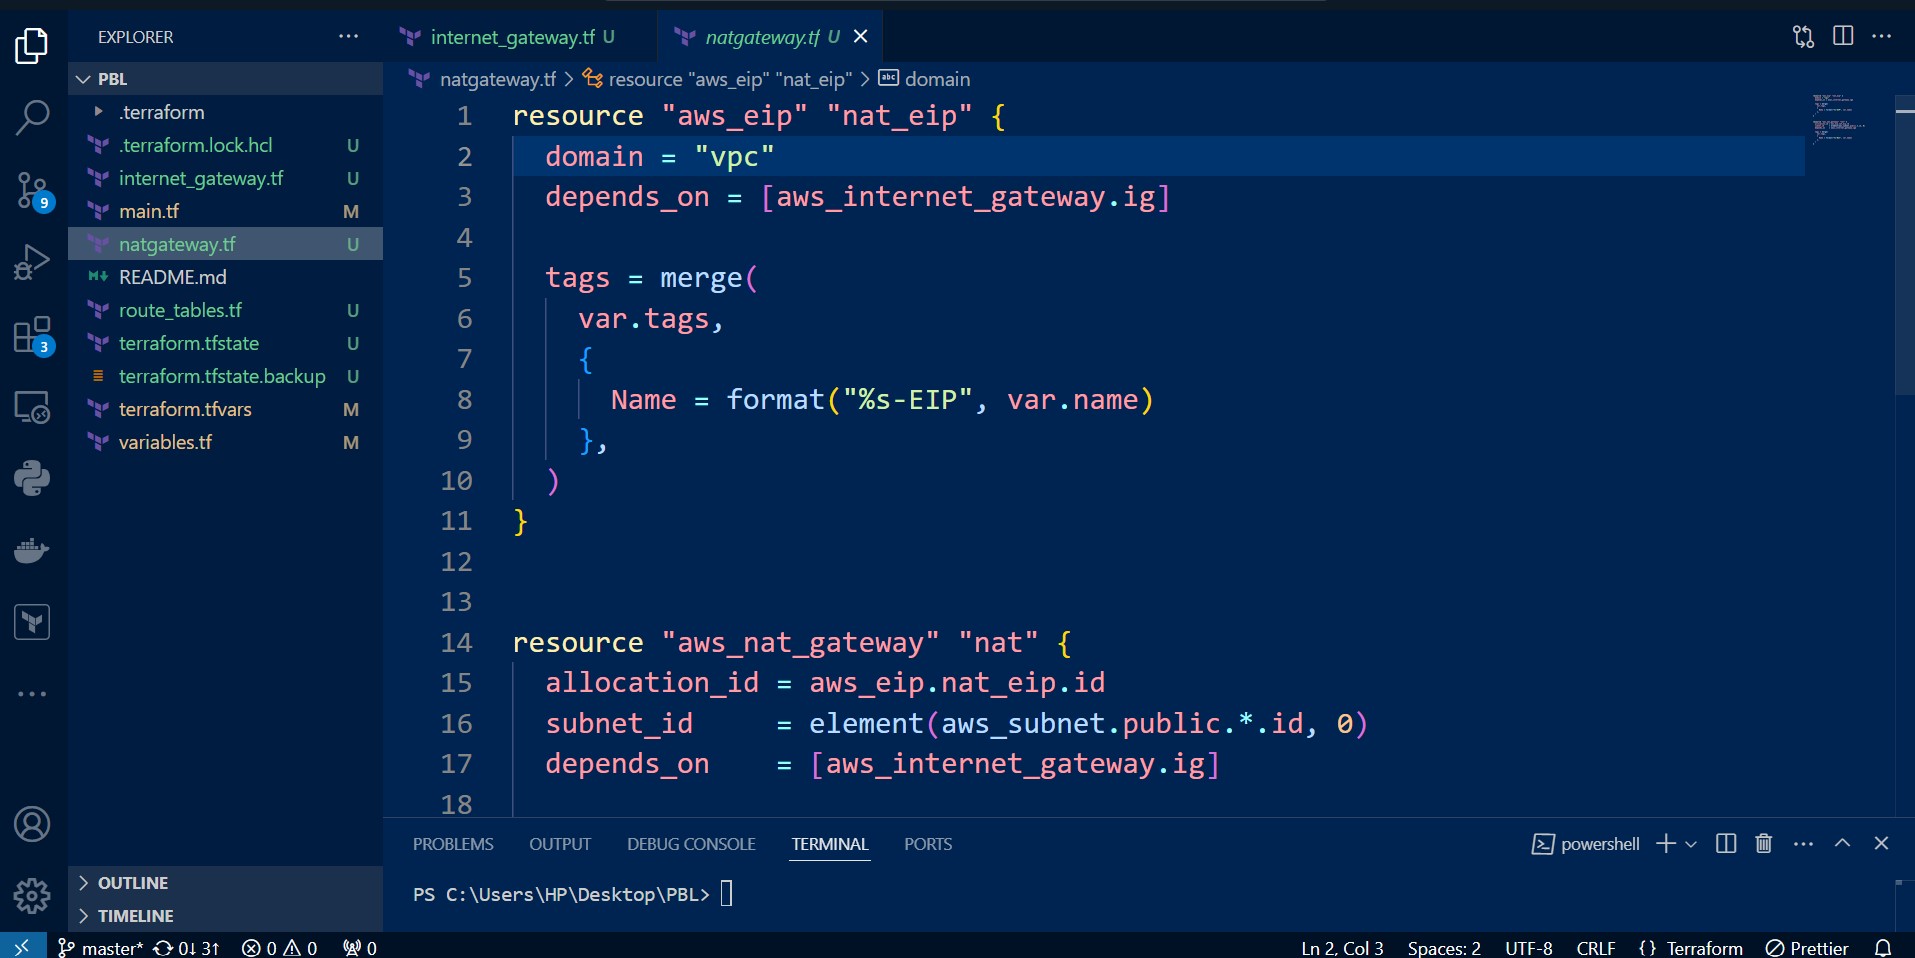 EXPLORER
PBL
.terraform
.terraform.lock.hcl U
internet_gateway.tf U
main.tf M
natgateway.tf U
README.md
route_tables.tf U
terraform.tfstate U
terraform.tfstate.backup U
terraform.tfvars M
variables.tf M
OUTLINE
TIMELINE
9
3
internet_gateway.tf U
natgateway.tf U
natgateway.tf > resource "aws_eip" "nat_eip" > abc domain
1 resource "aws_eip" "nat_eip" {
2 domain = "vpc"
3 depends_on = [aws_internet_gateway.ig]
4
5 tags = merge(
6 var.tags,
7 {
8 Name = format("%s-EIP", var.name)
9 },
10 )
11 }
12
13
14 resource "aws_nat_gateway" "nat" {
15 allocation_id = aws_eip.nat_eip.id
16 subnet_id     = element(aws_subnet.public.*.id, 0)
17 depends_on    = [aws_internet_gateway.ig]
18
PROBLEMS OUTPUT DEBUG CONSOLE TERMINAL PORTS powershell
PS C:\Users\HP\Desktop\PBL>
master* 0↓ 3↑ 0 0 0 Ln 2, Col 3 Spaces: 2 UTF-8 CRLF {} Terraform Prettier